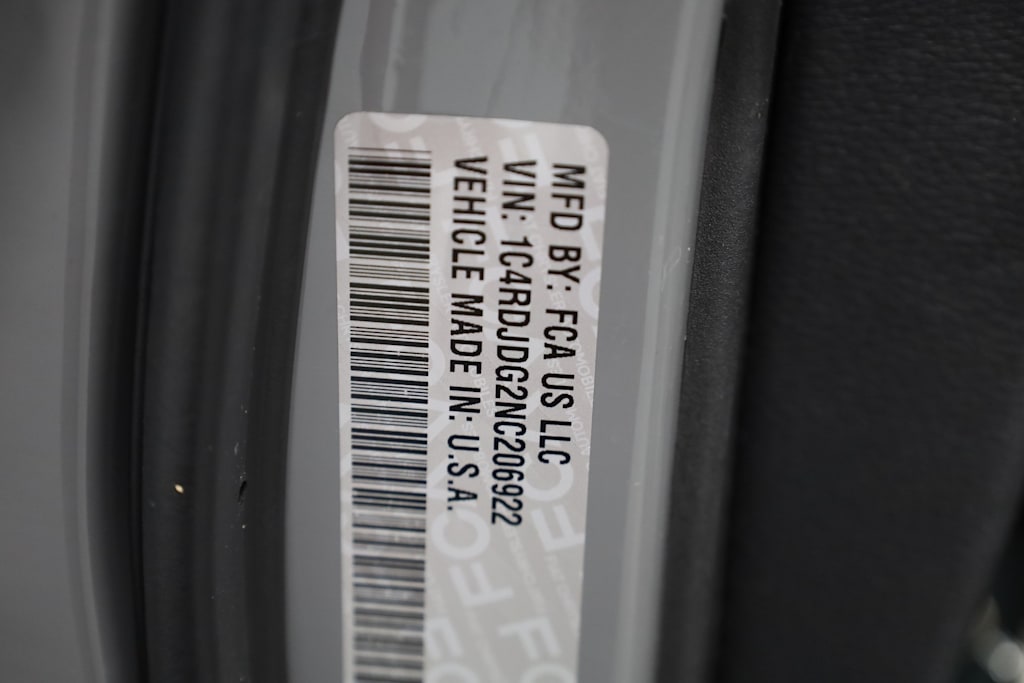 MFD BY: FCA US LLC
VIN: 1C4RDJDG2NC206922
VEHICLE MADE IN: U.S.A.